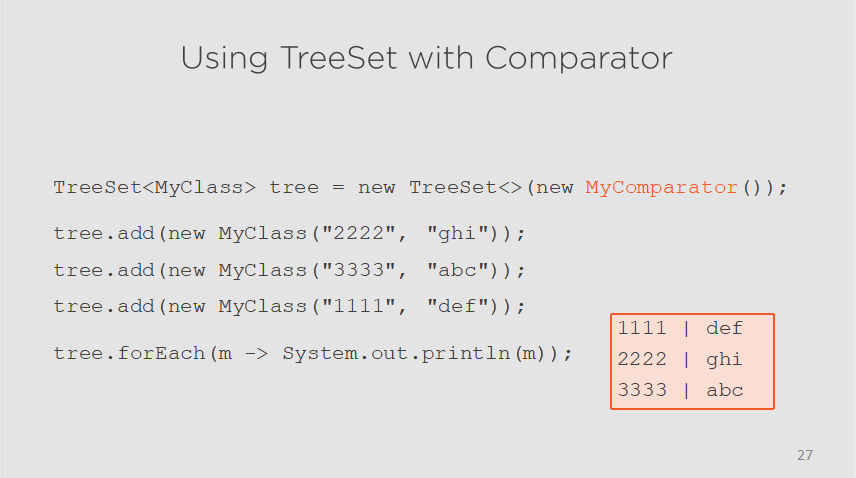 Using TreeSet with Comparator
TreeSet<MyClass> tree = new TreeSet<>(new MyComparator());
tree.add(new MyClass("2222", "ghi"));
tree.add(new MyClass("3333", "abc"));
tree.add(new MyClass("1111", "def"));
tree.forEach(m -> System.out.println(m));
1111 | def
2222 | ghi
3333 | abc
27